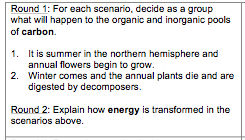 Round 1: For each scenario, decide as a group
what will happen to the organic and inorganic pools
of carbon.
1. It is summer in the northern hemisphere and
annual flowers begin to grow.
2. Winter comes and the annual plants die and are
digested by decomposers.
Round 2: Explain how energy is transformed in the
scenarios above.